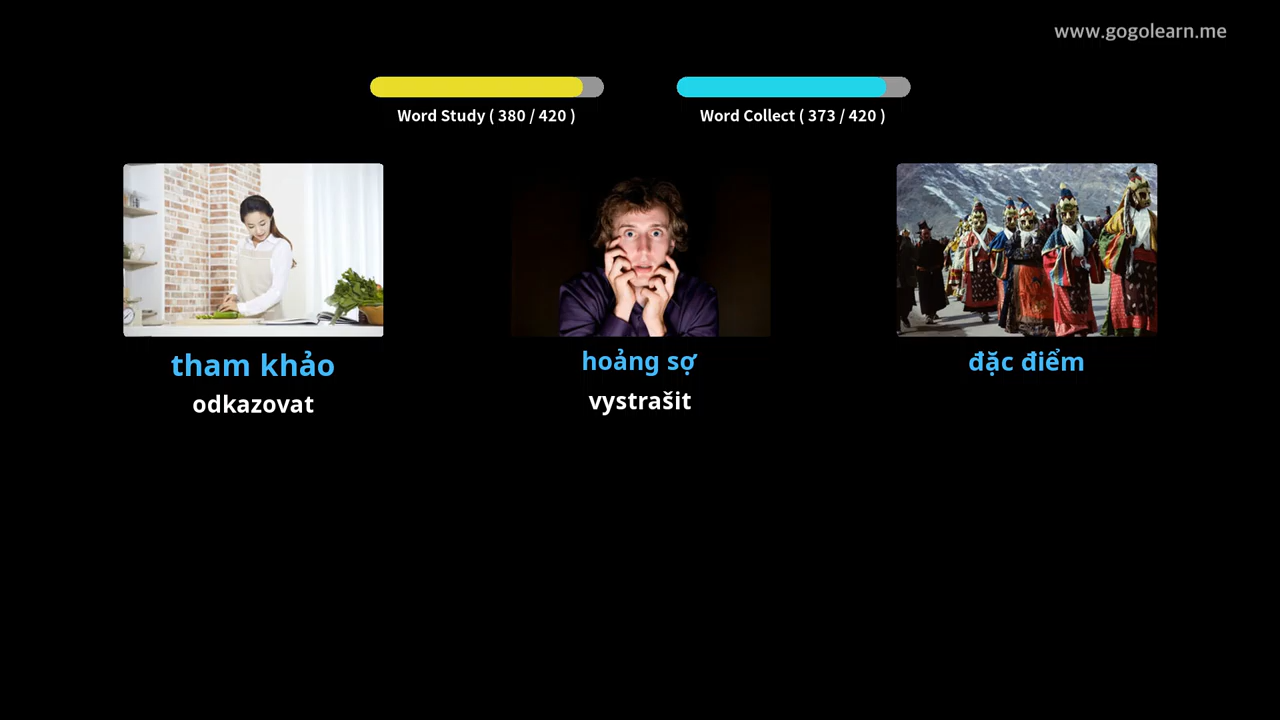 www.gogolearn.me
Word Study ( 380 / 420 )
Word Collect ( 373 / 420 )
tham khảo
odkazovat
hoảng sợ
vystrašit
đặc điểm